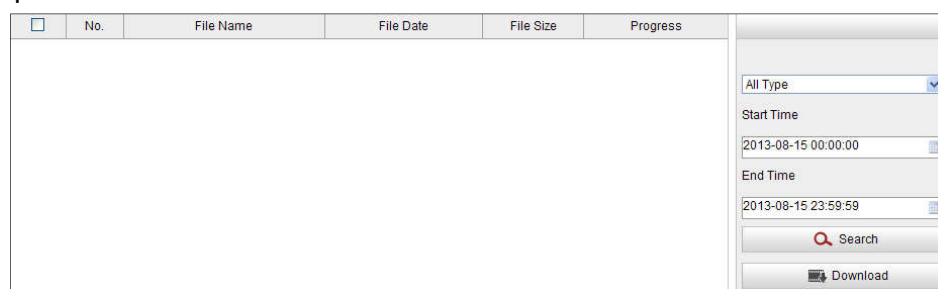 No. File Name File Date File Size Progress
All Type
Start Time
2013-08-15 00:00:00
End Time
2013-08-15 23:59:59
Search
Download